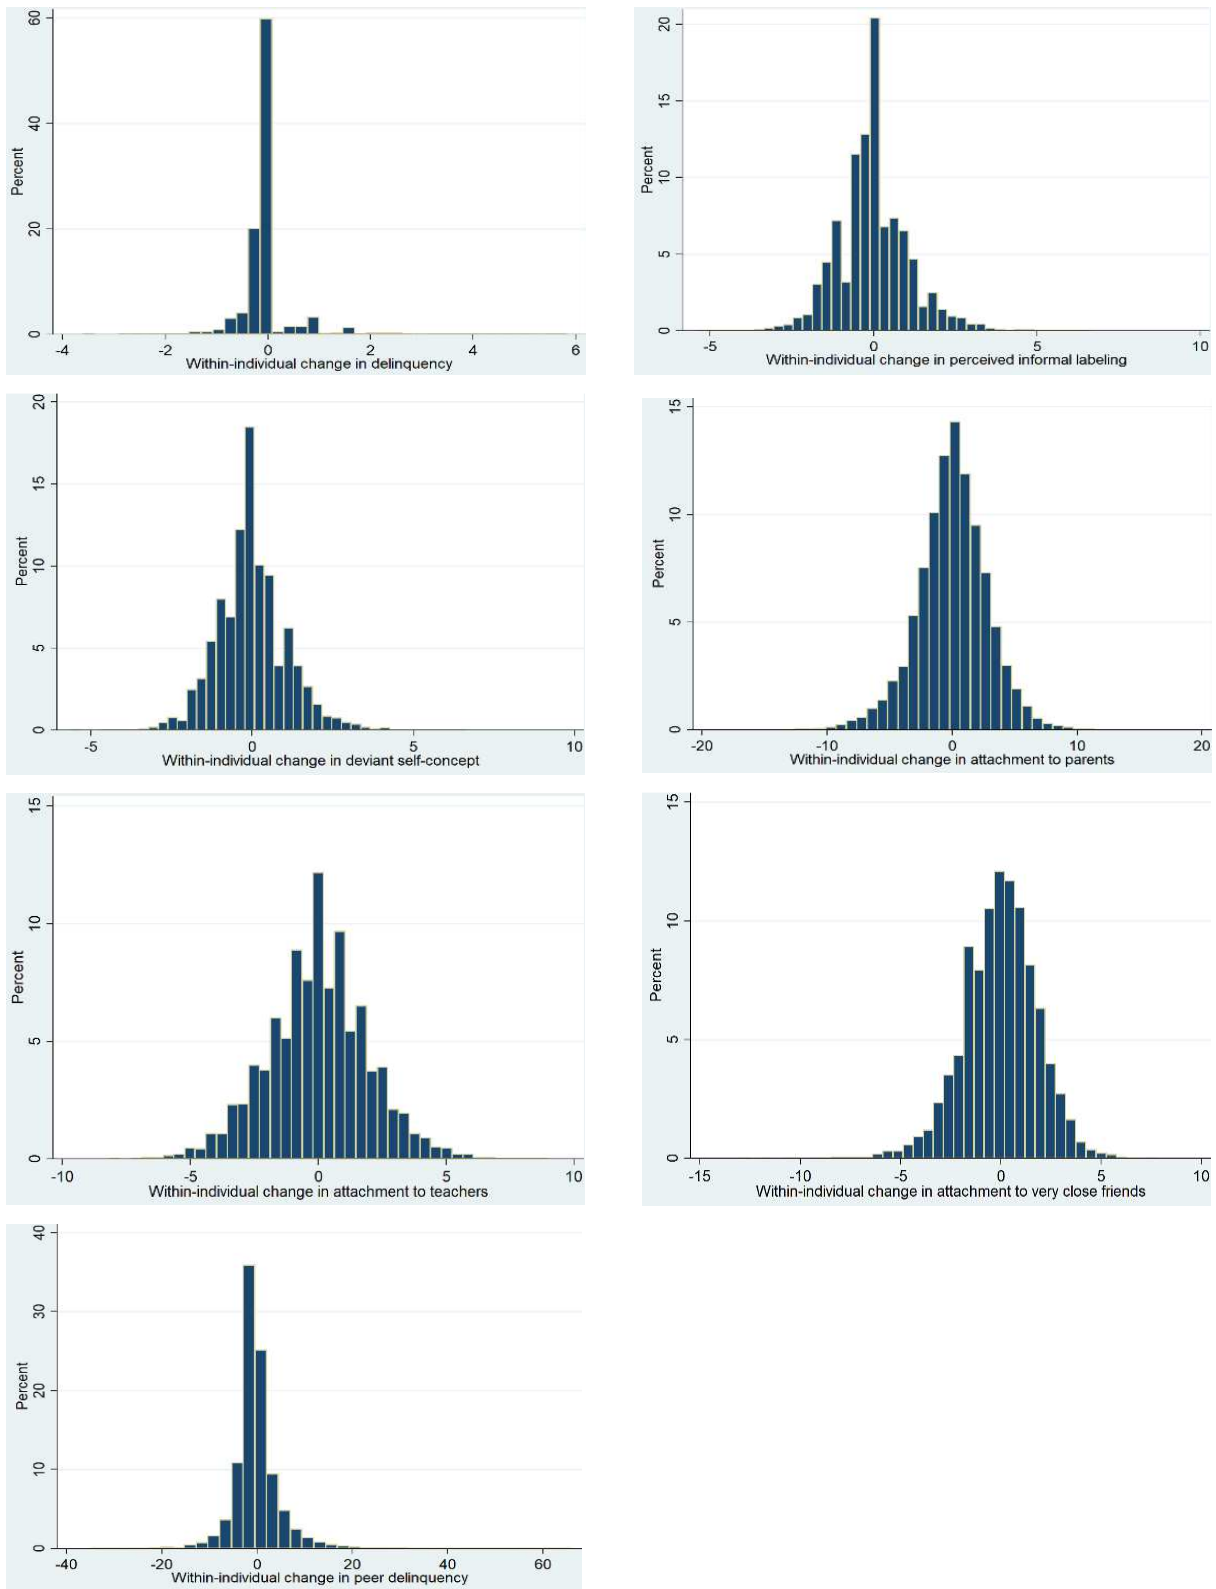 60
40
20
0
Percent
-4 -2 0 2 4 6
Within-individual change in delinquency
20
15
10
5
0
Percent
-5 0 5 10
Within-individual change in perceived informal labeling
20
15
10
5
0
Percent
-5 0 5 10
Within-individual change in deviant self-concept
15
10
5
0
Percent
-20 -10 0 10 20
Within-individual change in attachment to parents
15
10
5
0
Percent
-10 -5 0 5 10
Within-individual change in attachment to teachers
15
10
5
0
Percent
-15 -10 -5 0 5 10
Within-individual change in attachment to very close friends
40
30
20
10
0
Percent
-40 -20 0 20 40 60
Within-individual change in peer delinquency